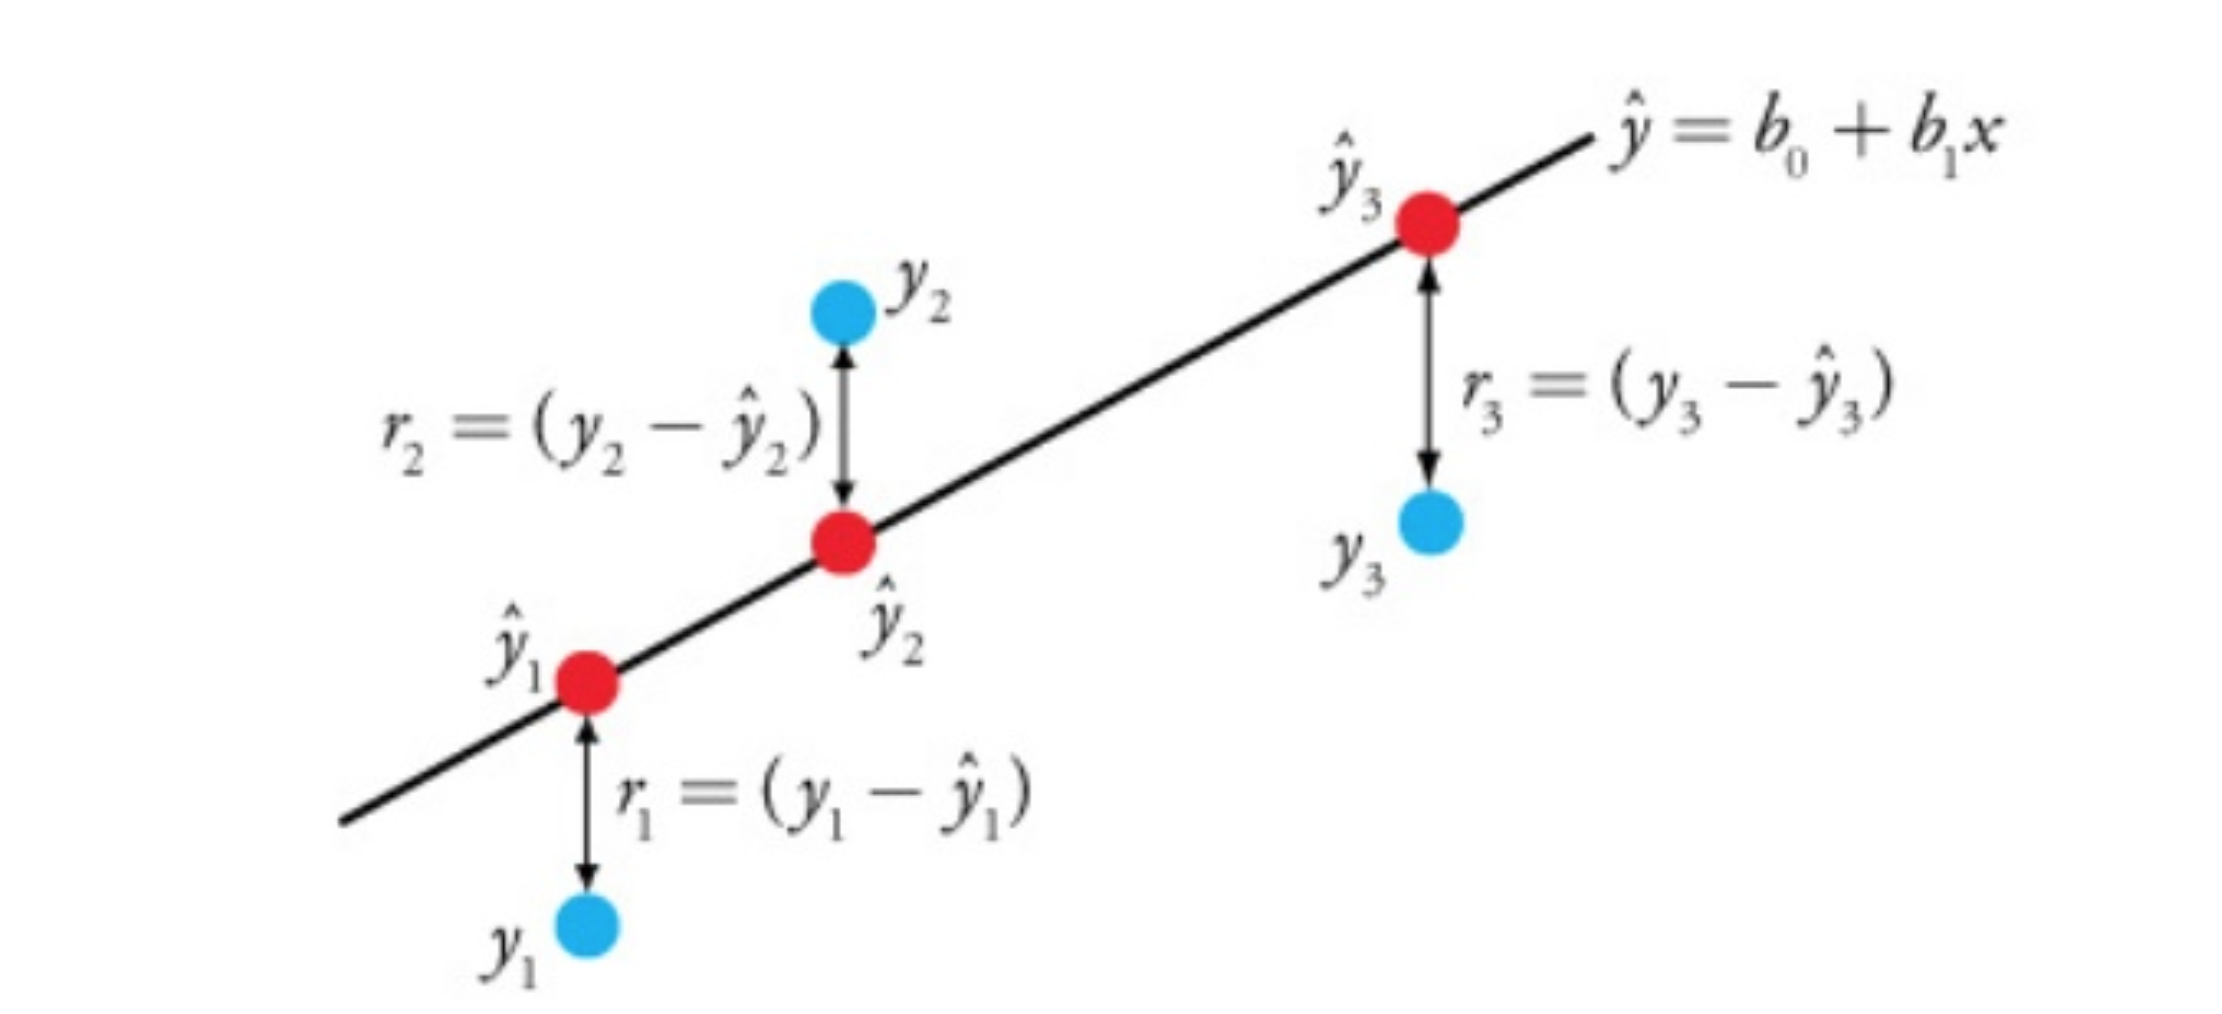 ŷ = b₀ + b₁x
ŷ₃
y₂
r₂ = (y₂ − ŷ₂)
r₃ = (y₃ − ŷ₃)
y₃
ŷ₂
ŷ₁
r₁ = (y₁ − ŷ₁)
y₁